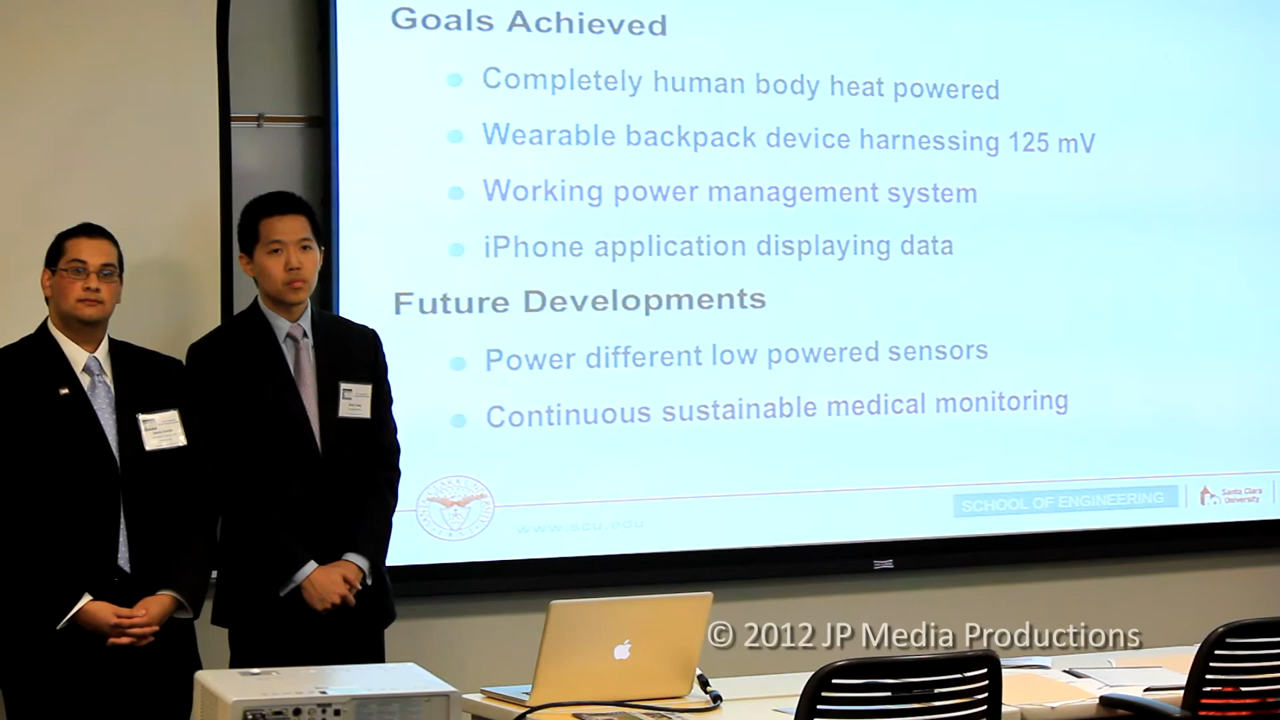 Goals Achieved
Completely human body heat powered
Wearable backpack device harnessing 125 mV
Working power management system
iPhone application displaying data
Future Developments
Power different low powered sensors
Continuous sustainable medical monitoring
www.scu.edu
SCHOOL OF ENGINEERING
Santa Clara
University
© 2012 JP Media Productions